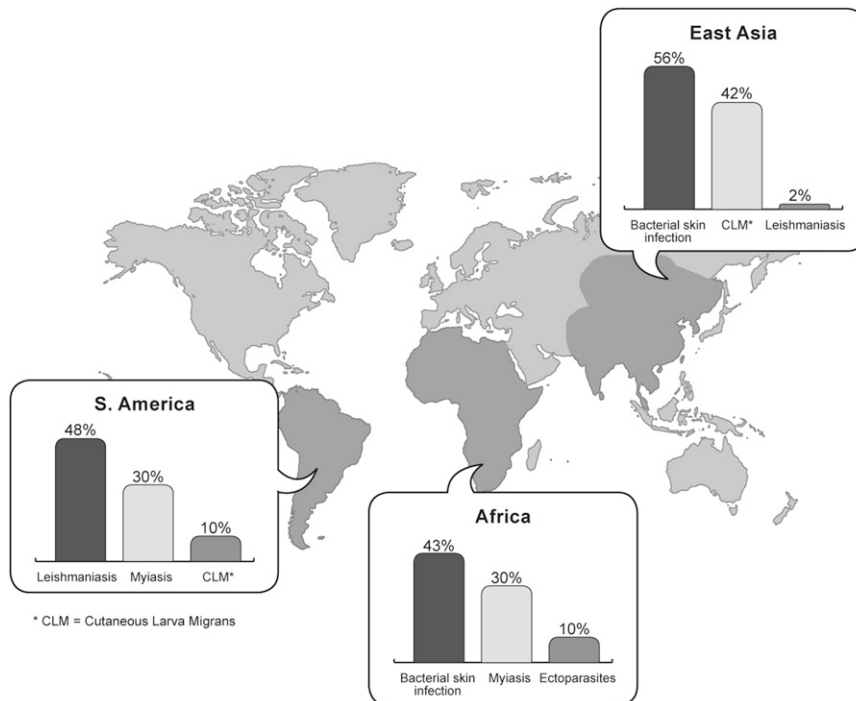 East Asia
56%
42%
2%
Bacterial skin
infection
CLM*
Leishmaniasis
S. America
48%
30%
10%
Leishmaniasis
Myiasis
CLM*
* CLM = Cutaneous Larva Migrans
Africa
43%
30%
10%
Bacterial skin
infection
Myiasis
Ectoparasites